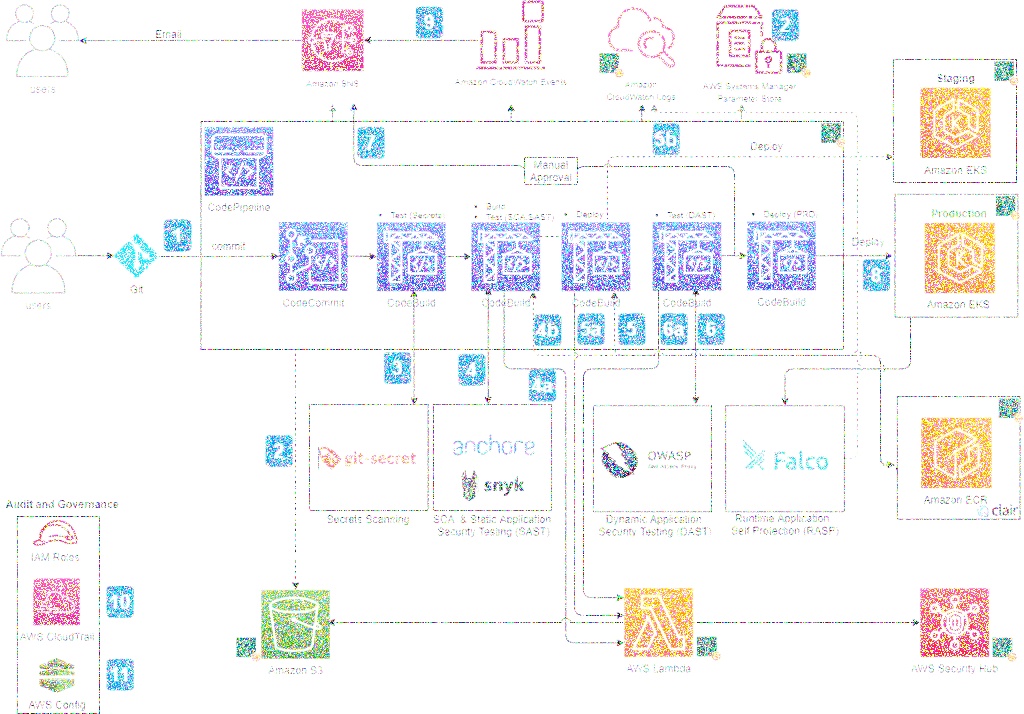 Email
9
2
users
Amazon SNS
Amazon CloudWatch Events
Amazon
CloudWatch Logs
AWS Systems Manager
Parameter Store
Staging
Amazon EKS
7
5b
Deploy
Manual
Approval
CodePipeline
Build
Test (Secrets)
Test (SCA,SAST)
Deploy
Test (DAST)
Deploy (PRD)
Production
1
commit
Deploy
8
users
Git
CodeCommit
CodeBuild
CodeBuild
CodeBuild
CodeBuild
CodeBuild
Amazon EKS
4b
5a
5
6a
6
3
4
4a
2
git-secret
anchore
snyk
OWASP
Falco
Amazon ECR
clair
Secrets Scanning
SCA & Static Application
Security Testing (SAST)
Dynamic Application
Security Testing (DAST)
Runtime Application
Self Protection (RASP)
Audit and Governance
IAM Roles
10
AWS CloudTrail
11
AWS Config
Amazon S3
AWS Lambda
AWS Security Hub